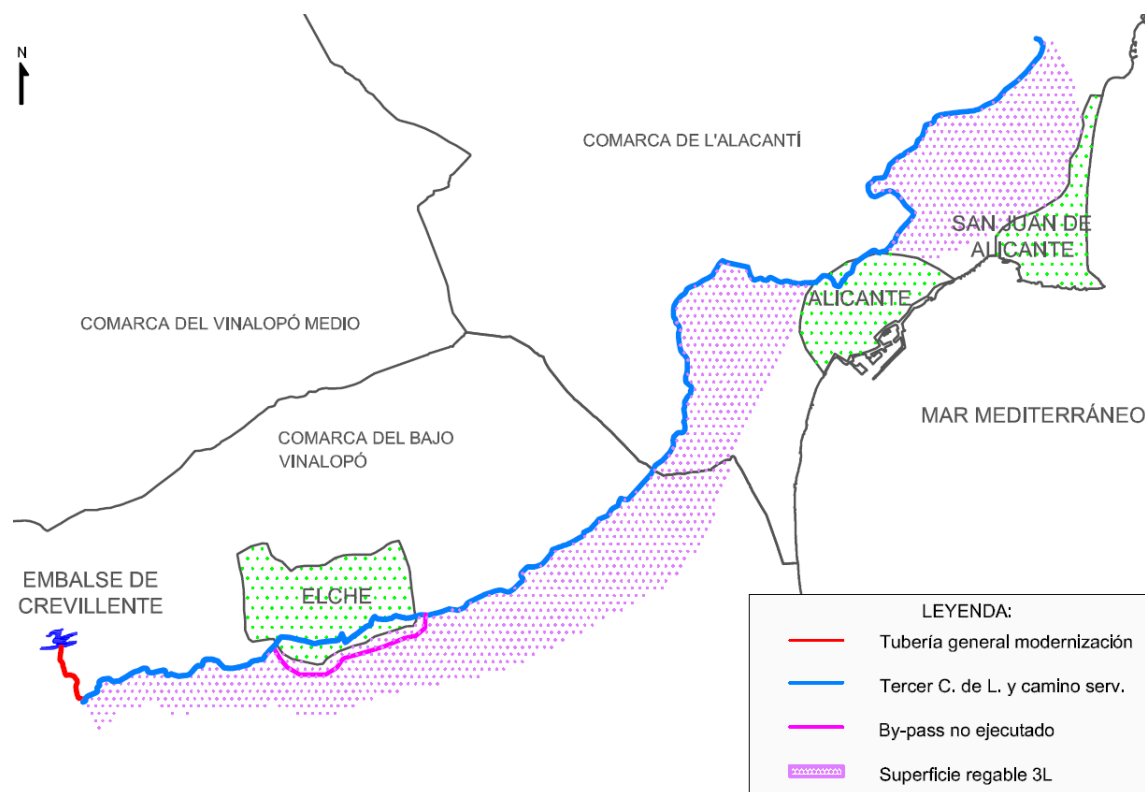 N
COMARCA DE L'ALACANTÍ
SAN JUAN DE
ALICANTE
ALICANTE
COMARCA DEL VINALOPÓ MEDIO
MAR MEDITERRÁNEO
COMARCA DEL BAJO
VINALOPÓ
EMBALSE DE
CREVILLENTE
ELCHE
LEYENDA:
Tubería general modernización
Tercer C. de L. y camino serv.
By-pass no ejecutado
Superficie regable 3L